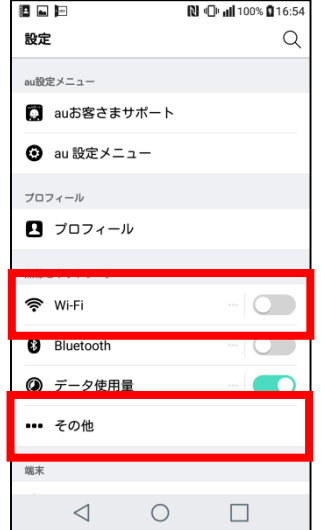 100% 16:54
設定
au設定メニュー
auお客さまサポート
au 設定メニュー
プロフィール
プロフィール
Wi-Fi
Bluetooth
データ使用量
その他
端末